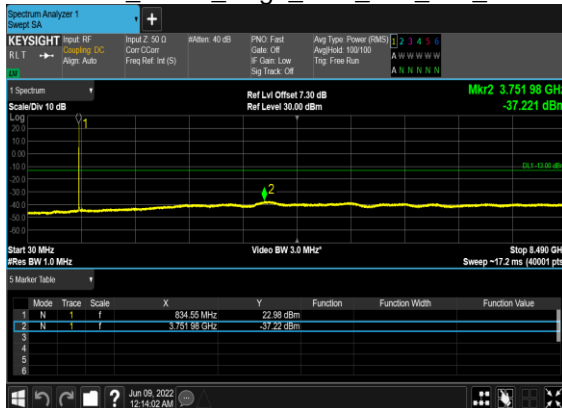 Spectrum Analyzer 1
Swept SA
+
KEYSIGHT Input: RF Input Z: 50 Ω #Atten: 40 dB PNO: Fast Avg Type: Power (RMS) 1 2 3 4 5 6
RLT Coupling: DC Corr CCorr Gate: Off Avg|Hold: 100/100 A W W W W W
Align: Auto Freq Ref: Int (S) IF Gain: Low Trig: Free Run
LW Sig Track: Off A N N N N N
1 Spectrum Ref Lvl Offset 7.30 dB Mkr2 3.751 98 GHz
Scale/Div 10 dB Ref Level 30.00 dBm -37.221 dBm
Log
20.0
10.0
0.00
-10.0
-20.0
-30.0
-40.0
-50.0
-60.0
1
2
DL1 -13.00 dBm
Start 30 MHz Video BW 3.0 MHz* Stop 8.490 GH
#Res BW 1.0 MHz Sweep ~17.2 ms (40001 pts
5 Marker Table
Mode Trace Scale X Y Function Function Width Function Value
1 N 1 f 834.55 MHz 22.98 dBm
2 N 1 f 3.751 98 GHz -37.22 dBm
3
4
5
6
? Jun 09, 2022
12:14:02 AM